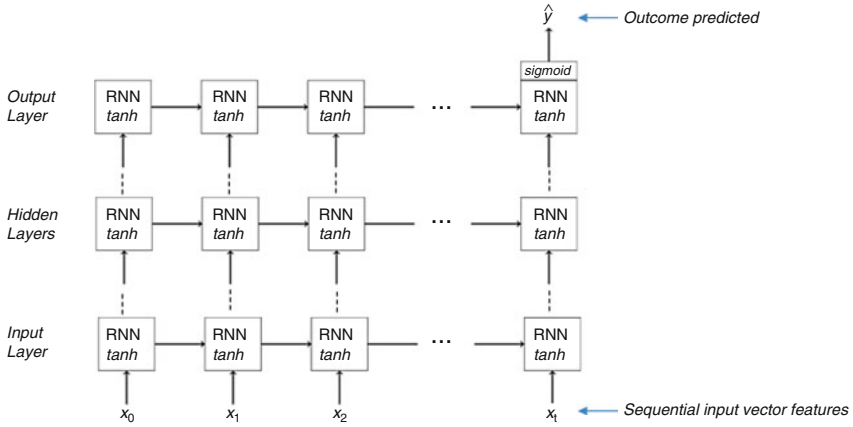 ŷ Outcome predicted
sigmoid
Output Layer
RNN tanh RNN tanh RNN tanh ... RNN tanh
Hidden Layers
RNN tanh RNN tanh RNN tanh ... RNN tanh
Input Layer
RNN tanh RNN tanh RNN tanh ... RNN tanh
x₀ x₁ x₂ xₜ Sequential input vector features